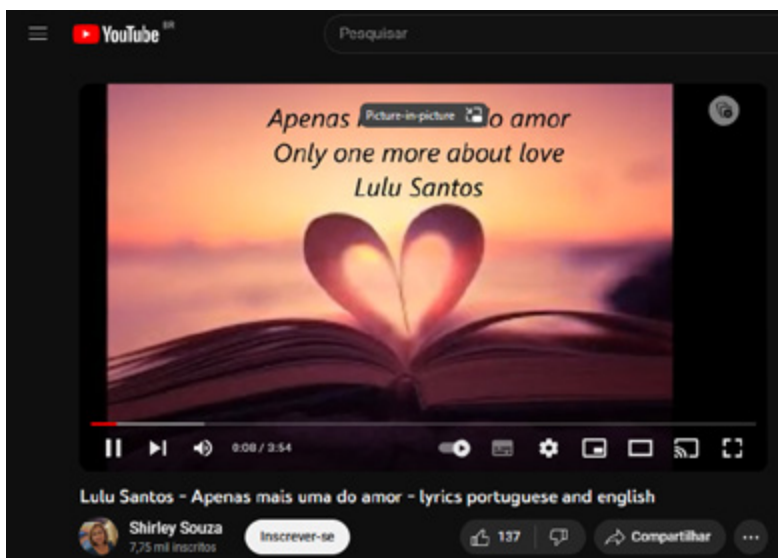 YouTube BR
Pesquisar
Apenas do amor
Picture-in-picture
Only one more about love
Lulu Santos
0:08 / 3:54
Lulu Santos - Apenas mais uma do amor - lyrics portuguese and english
Shirley Souza
7,75 mil inscritos
Inscrever-se
137
Compartilhar